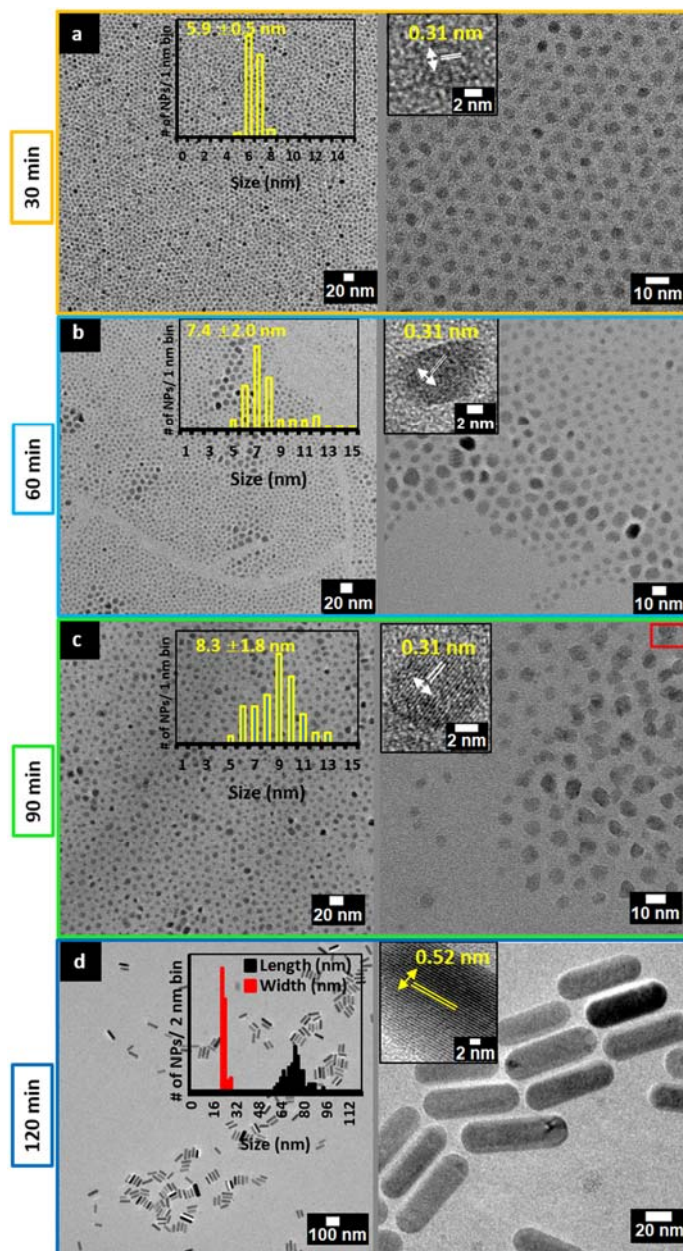 30 min
a
5.9 ±0.5 nm
# of NPs/ 1 nm bin
0 2 4 6 8 10 12 14
Size (nm)
20 nm
0.31 nm
2 nm
10 nm
60 min
b
7.4 ±2.0 nm
# of NPs/ 1 nm bin
1 3 5 7 9 11 13 15
Size (nm)
20 nm
0.31 nm
2 nm
10 nm
90 min
c
8.3 ±1.8 nm
# of NPs/ 1 nm bin
1 3 5 7 9 11 13 15
Size (nm)
20 nm
0.31 nm
2 nm
10 nm
120 min
d
Length (nm)
Width (nm)
# of NPs/ 2 nm bin
0 16 32 48 64 80 96 112
Size (nm)
100 nm
0.52 nm
2 nm
20 nm